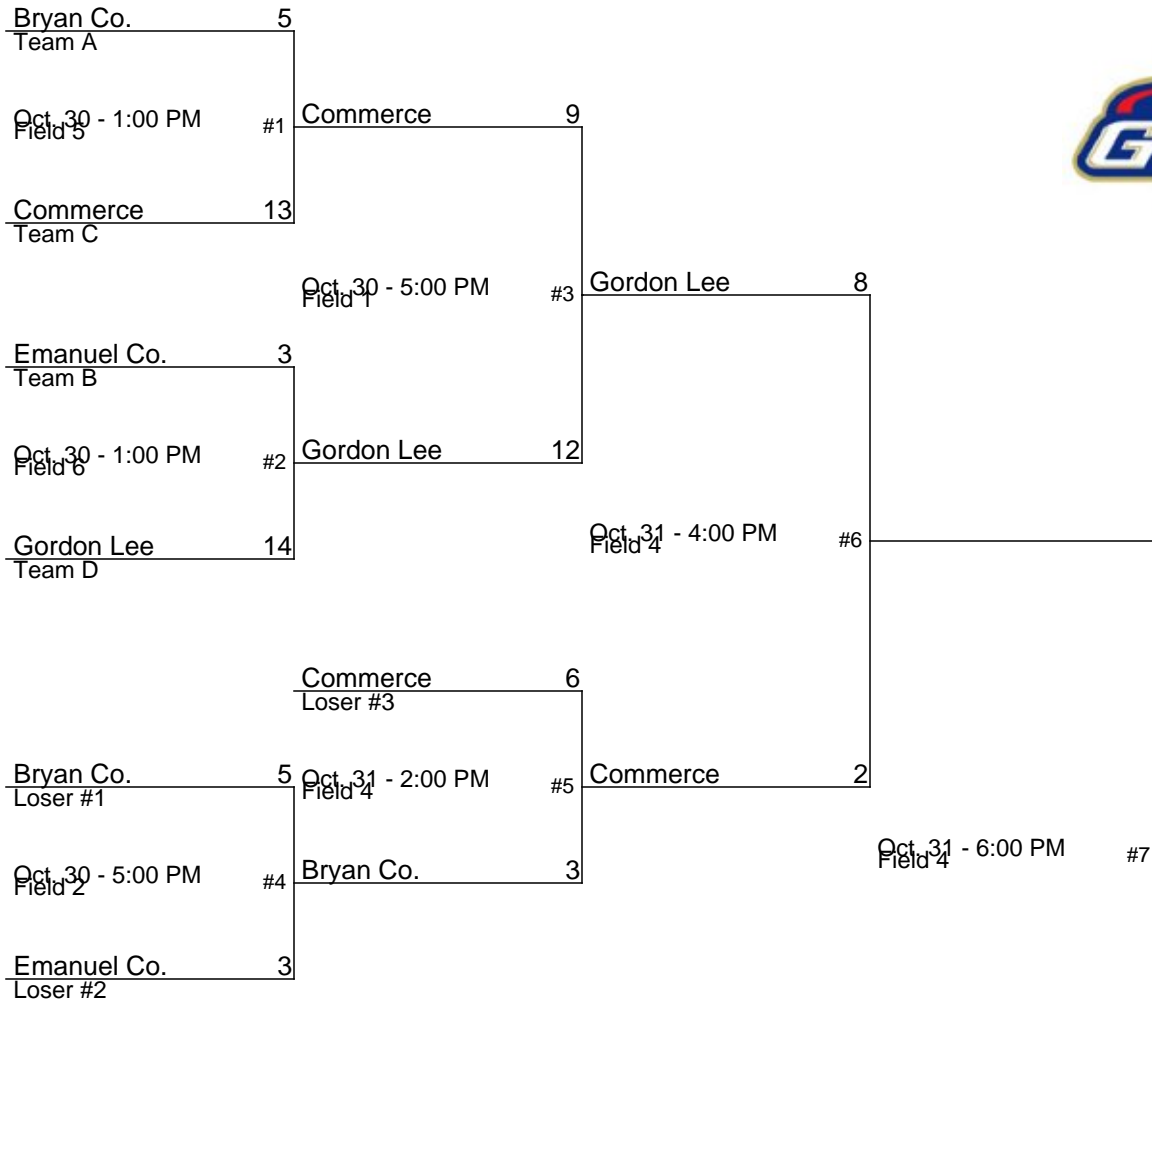 Bryan Co. 5
Team A
Oct. 30 - 1:00 PM
Field 5
#1
Commerce 9
Commerce 13
Team C
Oct. 30 - 5:00 PM
Field 1
#3
Gordon Lee 8
Emanuel Co. 3
Team B
Oct. 30 - 1:00 PM
Field 6
#2
Gordon Lee 12
Gordon Lee 14
Team D
Oct. 31 - 4:00 PM
Field 4
#6
Commerce 6
Loser #3
Bryan Co. 5
Loser #1
Oct. 31 - 2:00 PM
Field 4
#5
Commerce 2
Oct. 30 - 5:00 PM
Field 2
#4
Bryan Co. 3
Oct. 31 - 6:00 PM
Field 4
#7
Emanuel Co. 3
Loser #2